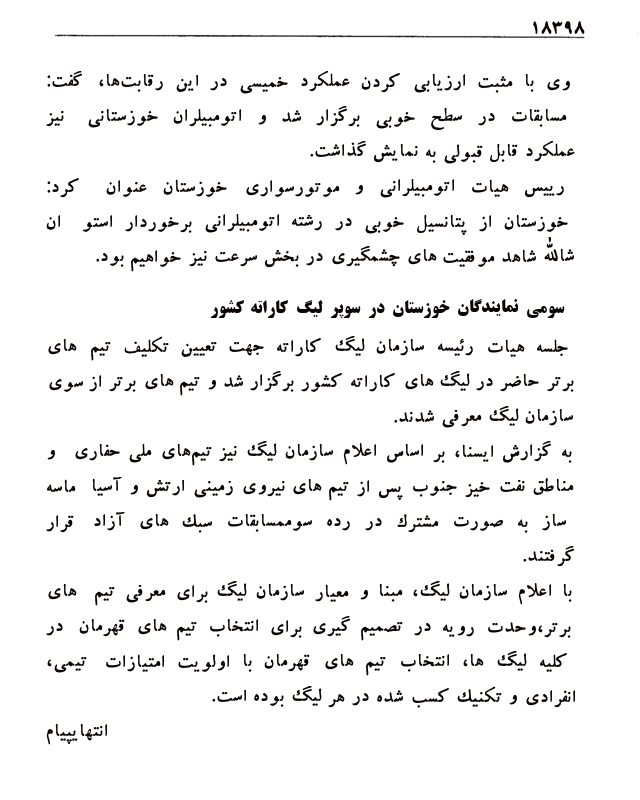 ۱۸۳۹۸
وی با مثبت ارزیابی کردن عملکرد خمیسی در این رقابت‌ها، گفت:
مسابقات در سطح خوبی برگزار شد و اتومبیلران خوزستانی نیز
عملکرد قابل قبولی به نمایش گذاشت.
رییس هیات اتومبیلرانی و موتورسواری خوزستان عنوان کرد:
خوزستان از پتانسیل خوبی در رشته اتومبیلرانی برخوردار استو ان
شالله شاهد موفقیت های چشمگیری در بخش سرعت نیز خواهیم بود.
سومی نمایندگان خوزستان در سوپر لیگ کاراته کشور
جلسه هیات رئیسه سازمان لیگ کاراته جهت تعیین تکلیف تیم های
برتر حاضر در لیگ های کاراته کشور برگزار شد و تیم های برتر از سوی
سازمان لیگ معرفی شدند.
به گزارش ایسنا، بر اساس اعلام سازمان لیگ نیز تیم‌های ملی حفاری و
مناطق نفت خیز جنوب پس از تیم های نیروی زمینی ارتش و آسیا ماسه
ساز به صورت مشترک در رده سوممسابقات سبک های آزاد قرار
گرفتند.
با اعلام سازمان لیگ، مبنا و معیار سازمان لیگ برای معرفی تیم های
برتر،وحدت رویه در تصمیم گیری برای انتخاب تیم های قهرمان در
کلیه لیگ ها، انتخاب تیم های قهرمان با اولویت امتیازات تیمی،
انفرادی و تکنیک کسب شده در هر لیگ بوده است.
انتهایپیام